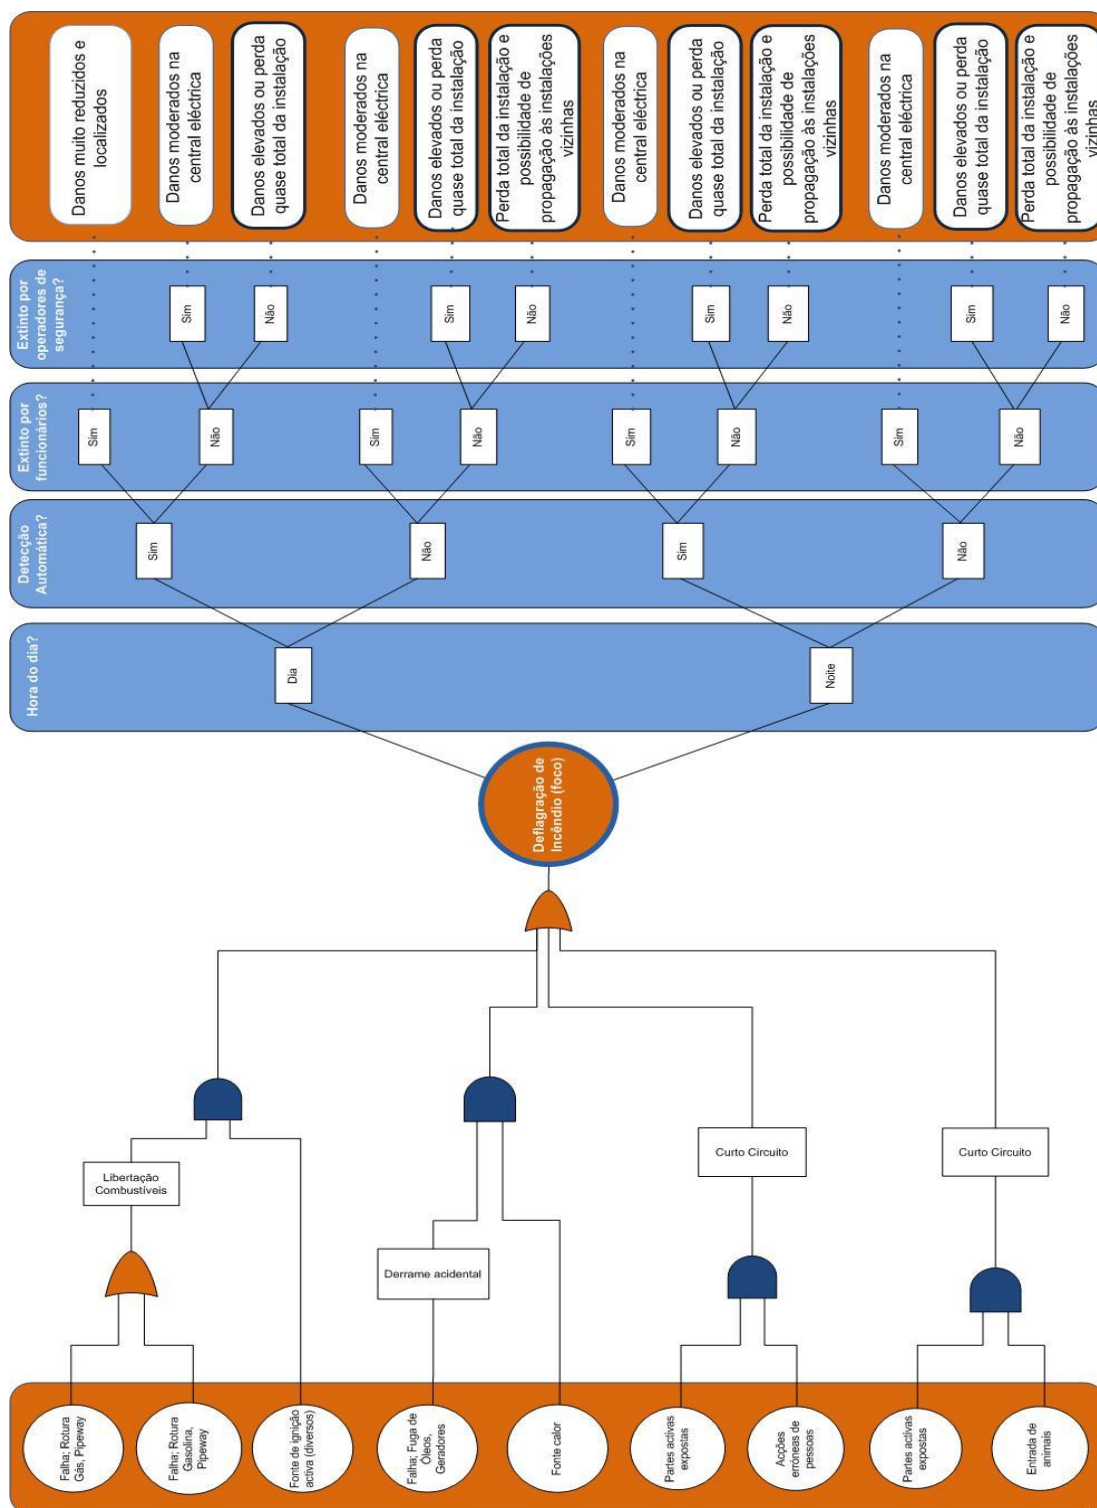 Danos muito reduzidos e
localizados
Danos moderados na
central eléctrica
Danos elevados ou perda
quase total da instalação
Danos moderados na
central eléctrica
Danos elevados ou perda
quase total da instalação
Perda total da instalação e
possibilidade de
propagação às instalações
vizinhas
Danos moderados na
central eléctrica
Danos elevados ou perda
quase total da instalação
Perda total da instalação e
possibilidade de
propagação às instalações
vizinhas
Danos moderados na
central eléctrica
Danos elevados ou perda
quase total da instalação
Perda total da instalação e
possibilidade de
propagação às instalações
vizinhas
Extinto por
operadores de
segurança?
Sim
Não
Sim
Não
Sim
Não
Sim
Não
Extinto por
funcionários?
Sim
Não
Sim
Não
Sim
Não
Sim
Não
Detecção
Automática?
Sim
Não
Sim
Não
Hora do dia?
Dia
Noite
Deflagração de
Incêndio (foco)
Libertação
Combustíveis
Derrame acidental
Curto Circuito
Curto Circuito
Falha; Rotura
Gás, Pipeway
Falha; Rotura
Gasolina,
Pipeway
Fonte de ignição
activa (diversos)
Falha; Fuga de
Óleos,
Geradores
Fonte calor
Partes activas
expostas
Acções
erróneas de
pessoas
Partes activas
expostas
Entrada de
animais